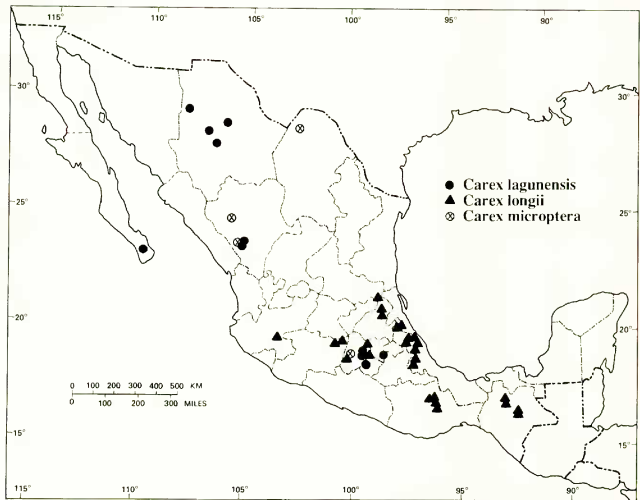 115° 110° 105° 100° 95° 90°
30° 30°
● Carex lagunensis
▲ Carex longii
⊗ Carex microptera
25° 25°
20° 20°
0 100 200 300 400 500 KM
0 100 200 300 MILES
15° 15°
115° 110° 105° 100° 95° 90°